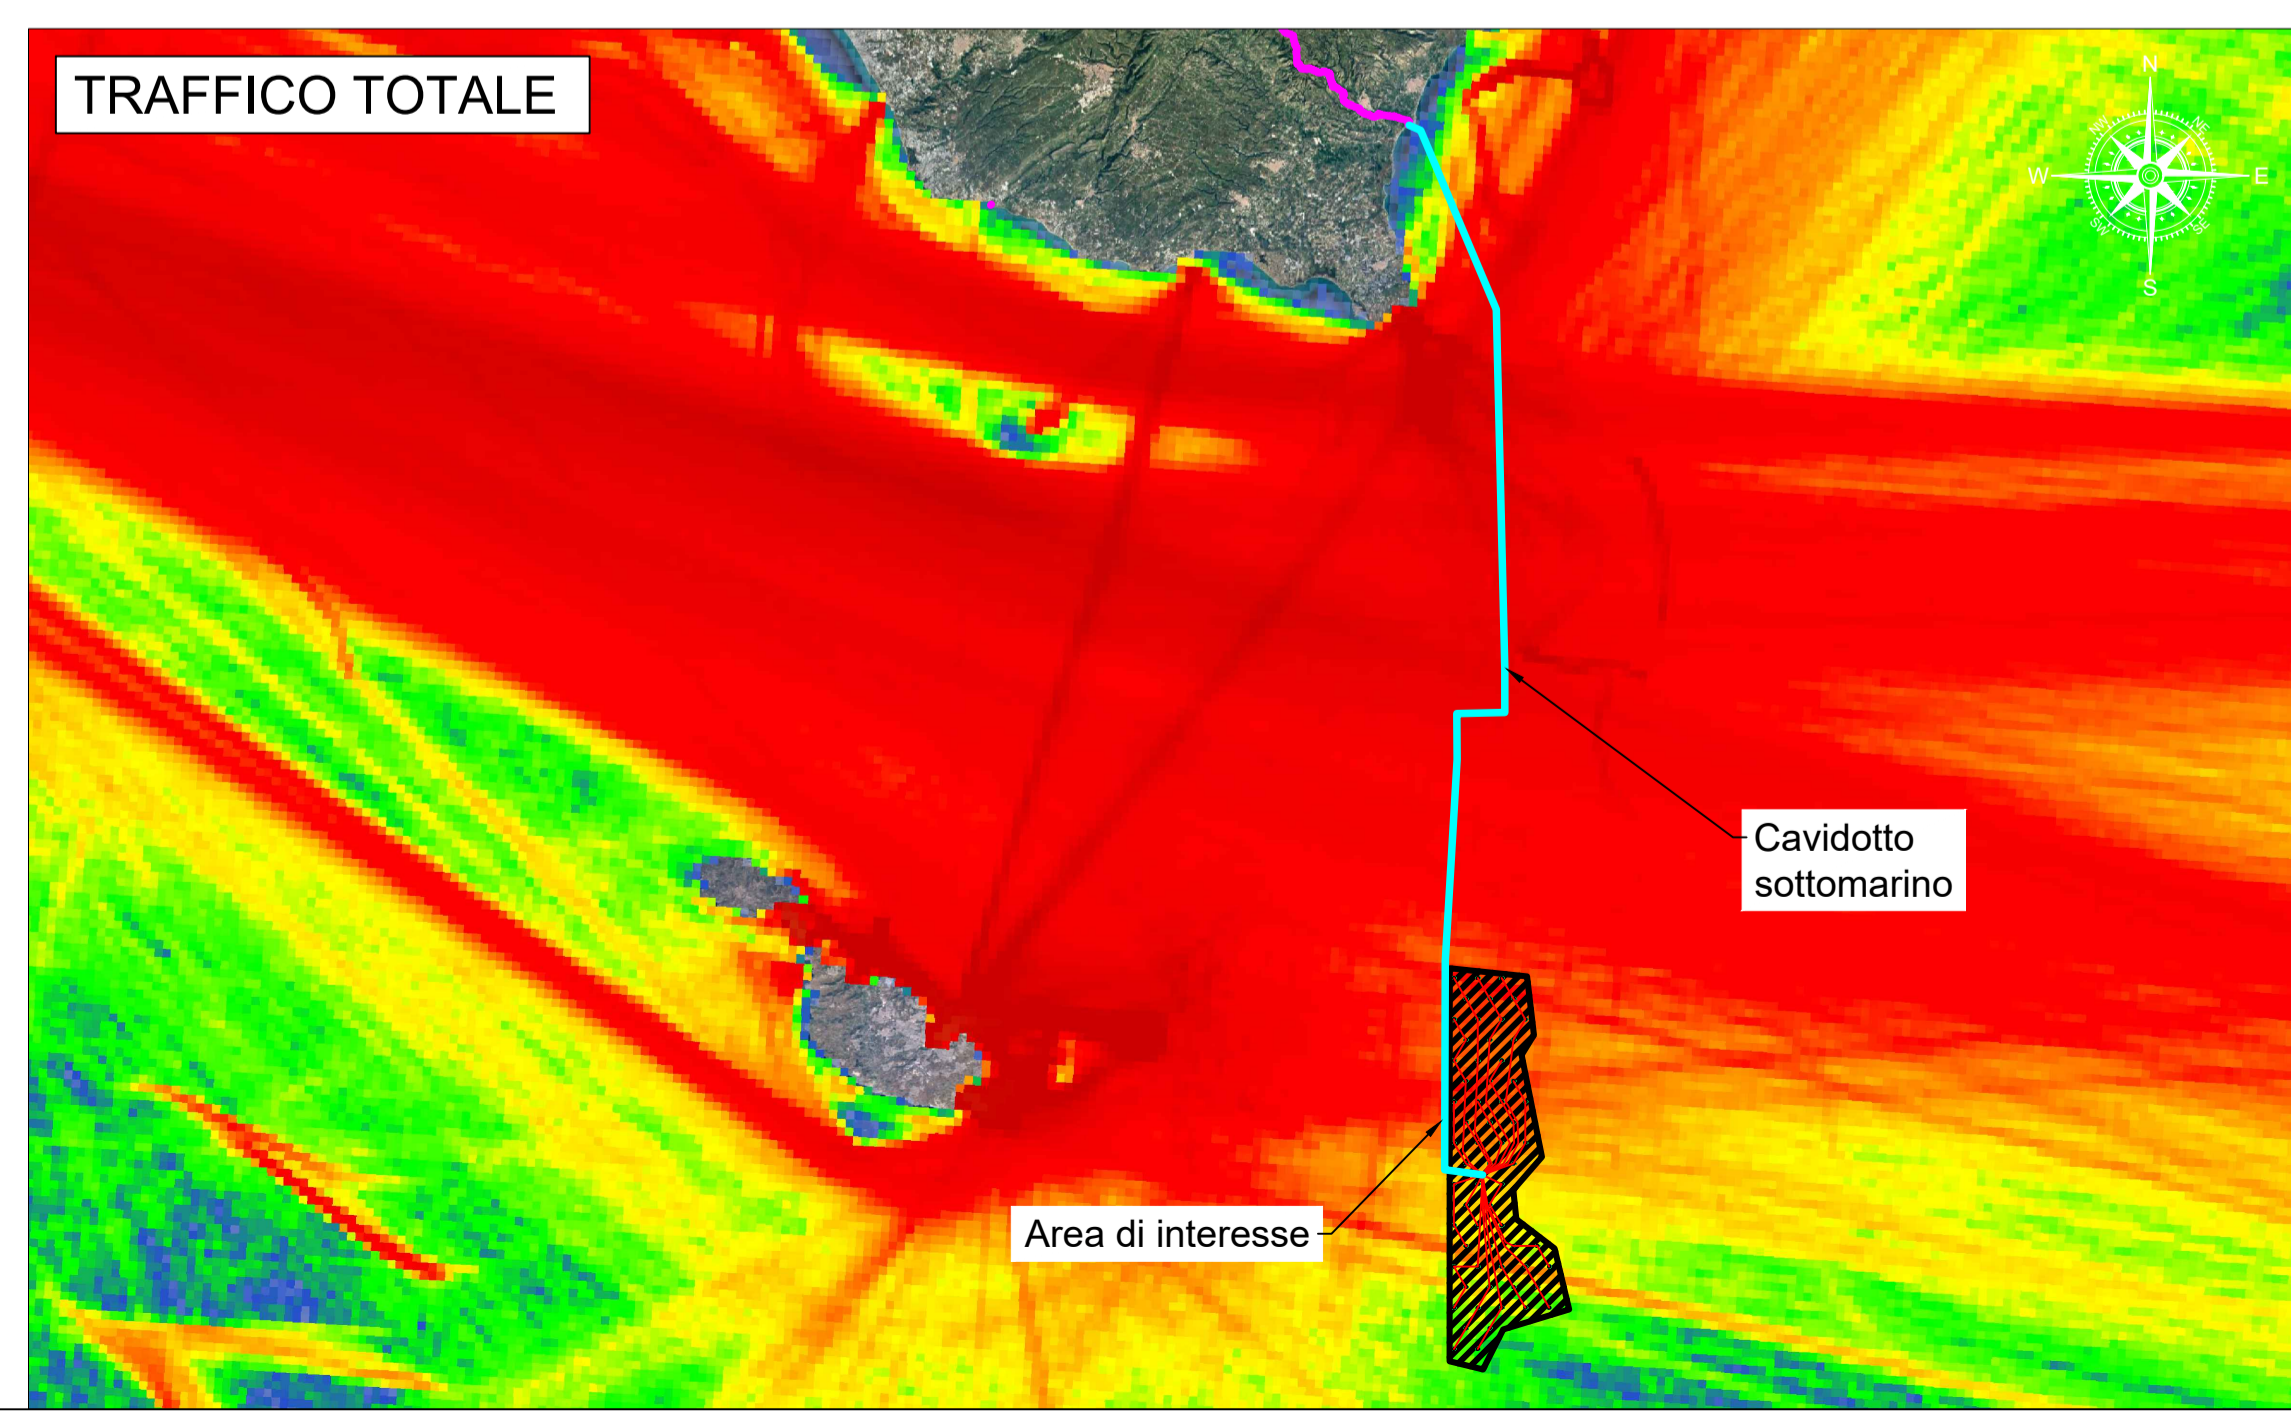 TRAFFICO TOTALE
N
NW
NE
W
E
SW
SE
S
Cavidotto
sottomarino
Area di interesse